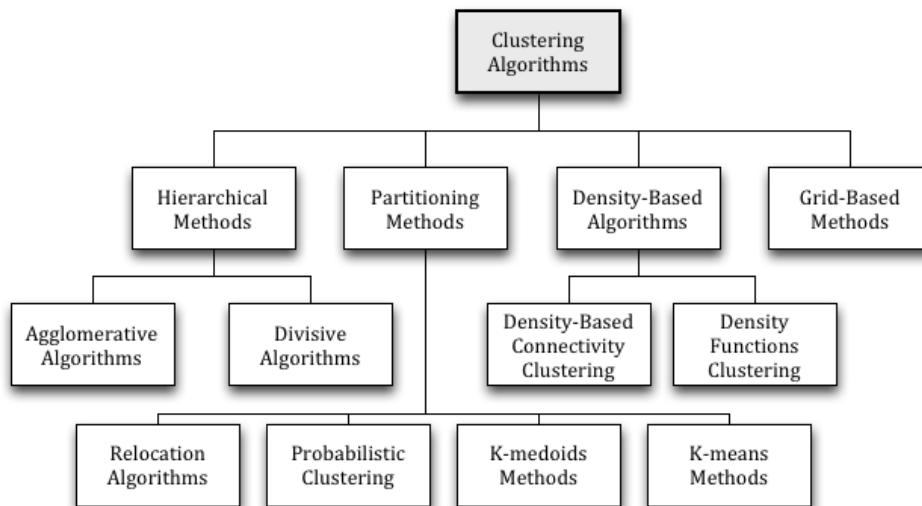 Clustering
Algorithms
Hierarchical
Methods
Partitioning
Methods
Density-Based
Algorithms
Grid-Based
Methods
Agglomerative
Algorithms
Divisive
Algorithms
Density-Based
Connectivity
Clustering
Density
Functions
Clustering
Relocation
Algorithms
Probabilistic
Clustering
K-medoids
Methods
K-means
Methods